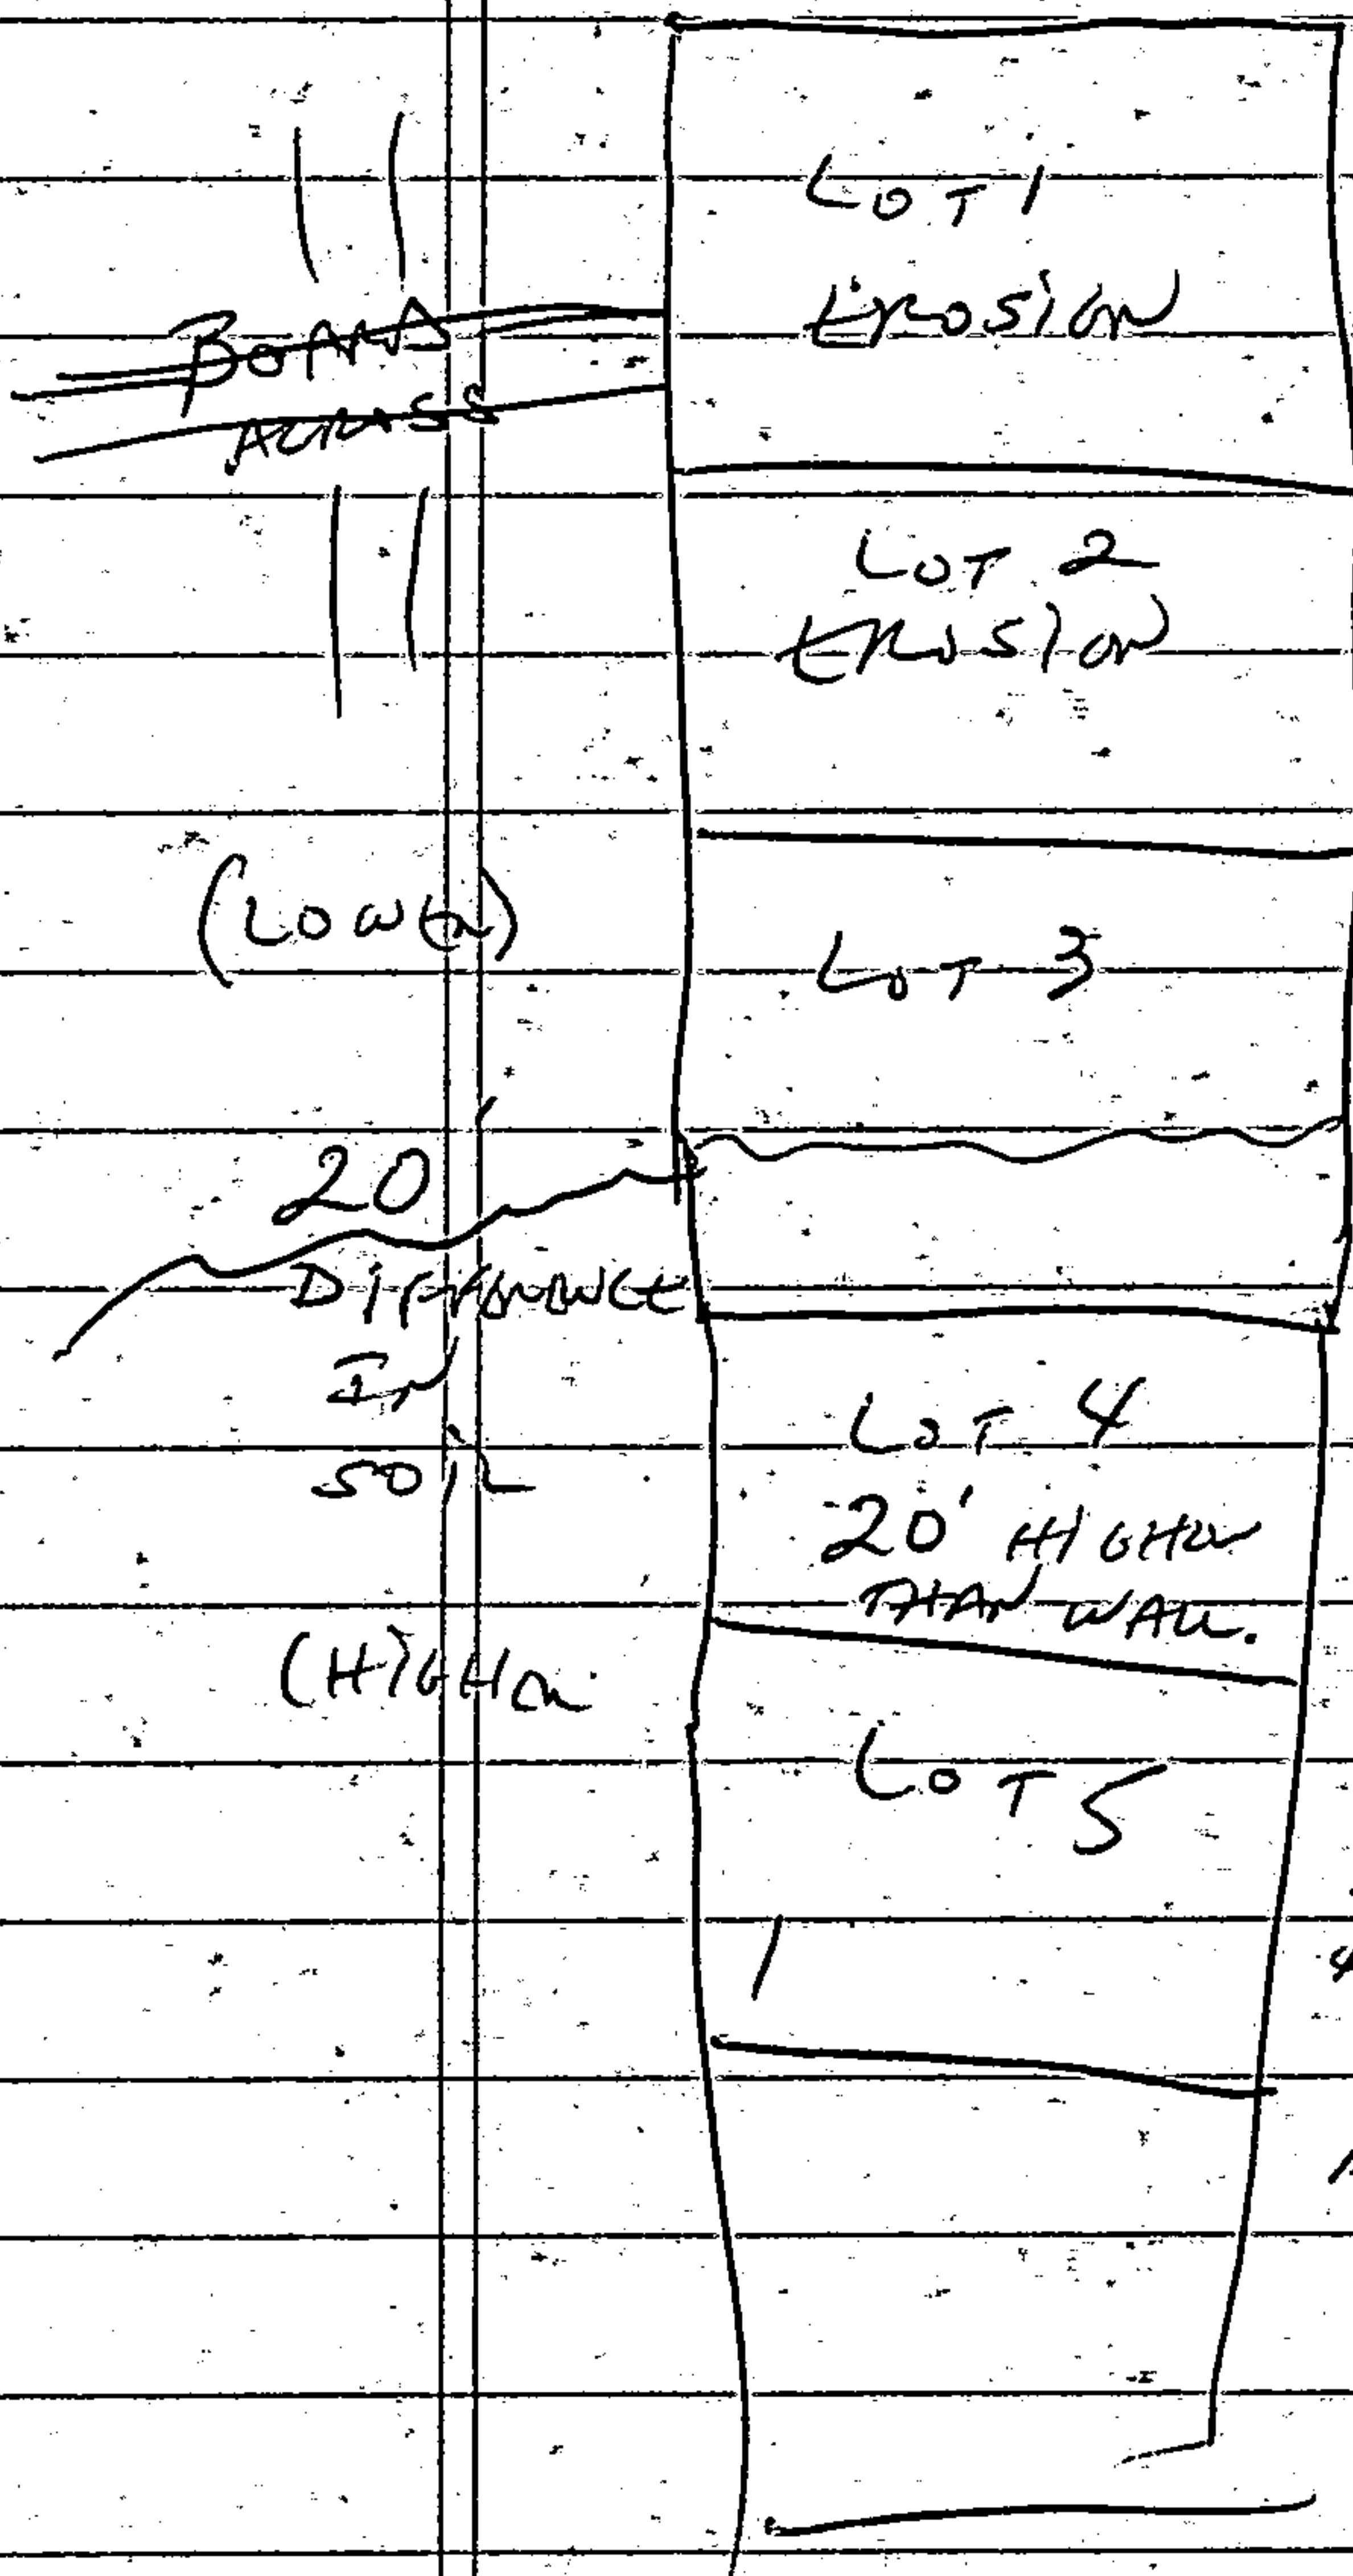 LOT 1
EROSION
BOARDS
ACROSS
LOT 2
EROSION
(LOWER)
LOT 3
20'
DIFFERENCE
IN
SOIL
LOT 4
20' HIGHER
THAN WALL.
(HIGHER
LOT 5